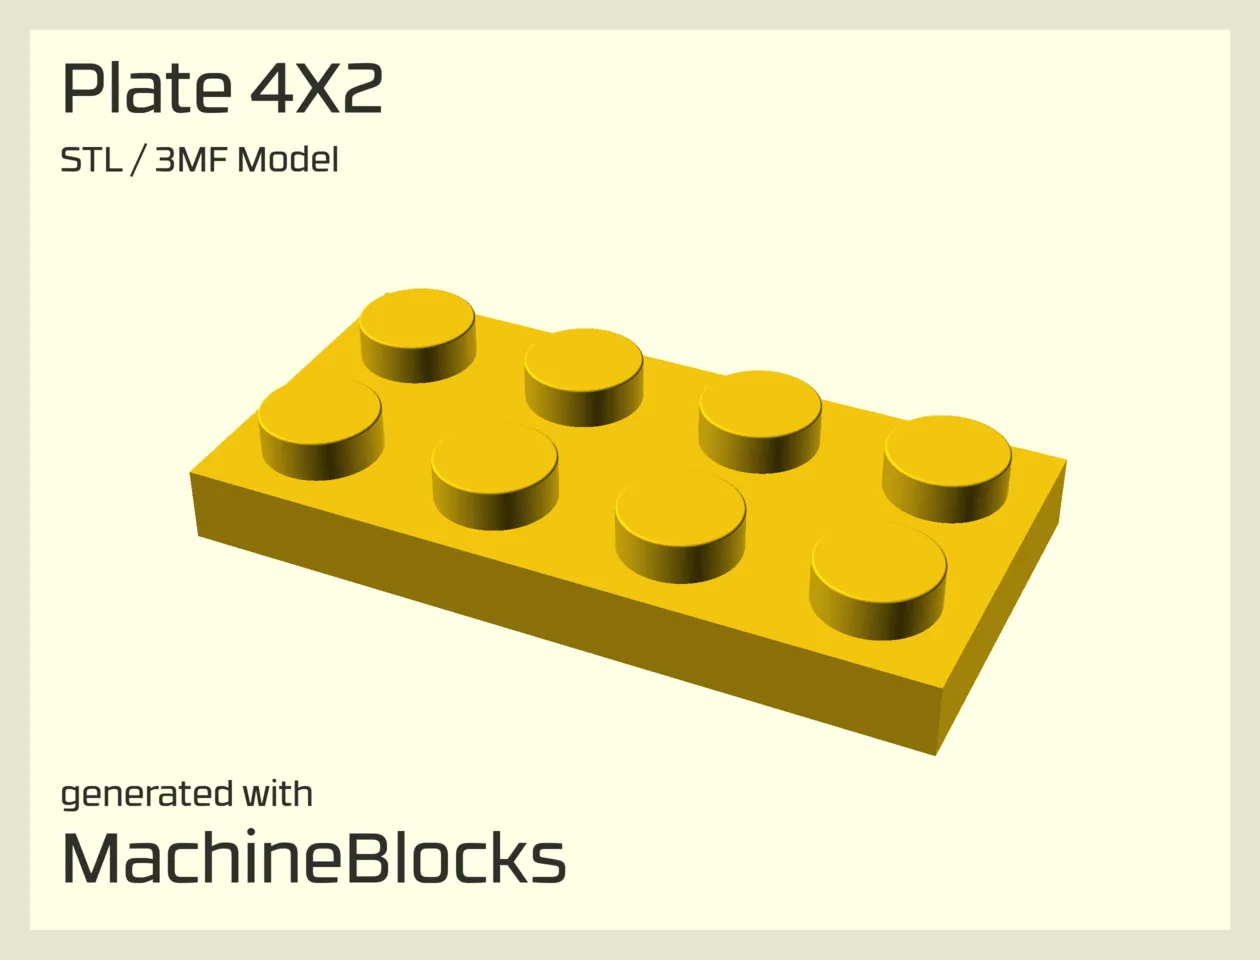 Plate 4X2
STL / 3MF Model
generated with
MachineBlocks